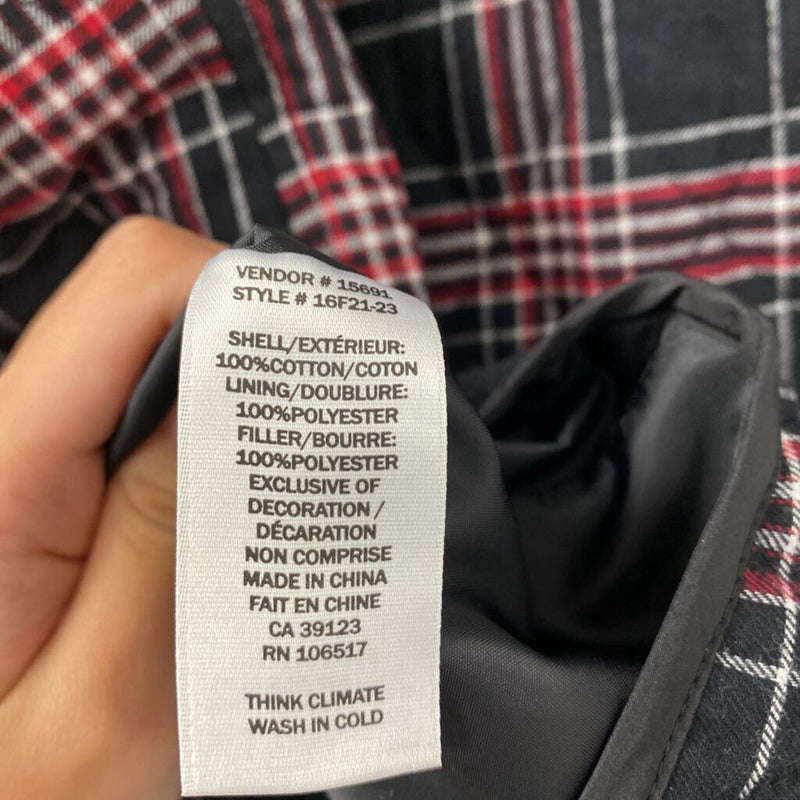 VENDOR # 15691
STYLE # 16F21-23
SHELL/EXTÉRIEUR:
100%COTTON/COTON
LINING/DOUBLURE:
100%POLYESTER
FILLER/BOURRE:
100%POLYESTER
EXCLUSIVE OF
DECORATION /
DÉCARATION
NON COMPRISE
MADE IN CHINA
FAIT EN CHINE
CA 39123
RN 106517
THINK CLIMATE
WASH IN COLD